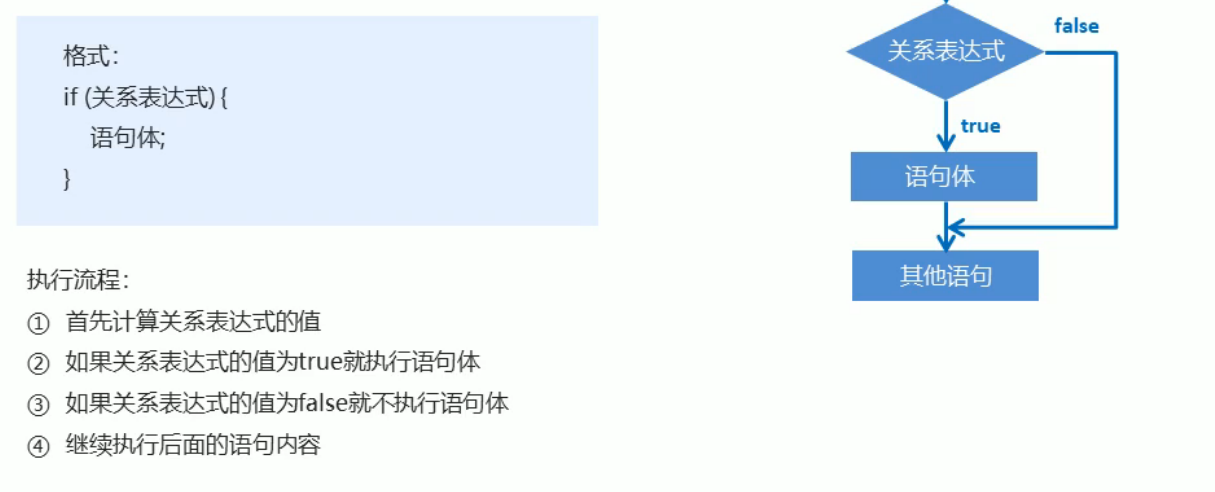 格式：
if (关系表达式) {
语句体;
}
执行流程：
① 首先计算关系表达式的值
② 如果关系表达式的值为true就执行语句体
③ 如果关系表达式的值为false就不执行语句体
④ 继续执行后面的语句内容
false
关系表达式
true
语句体
其他语句